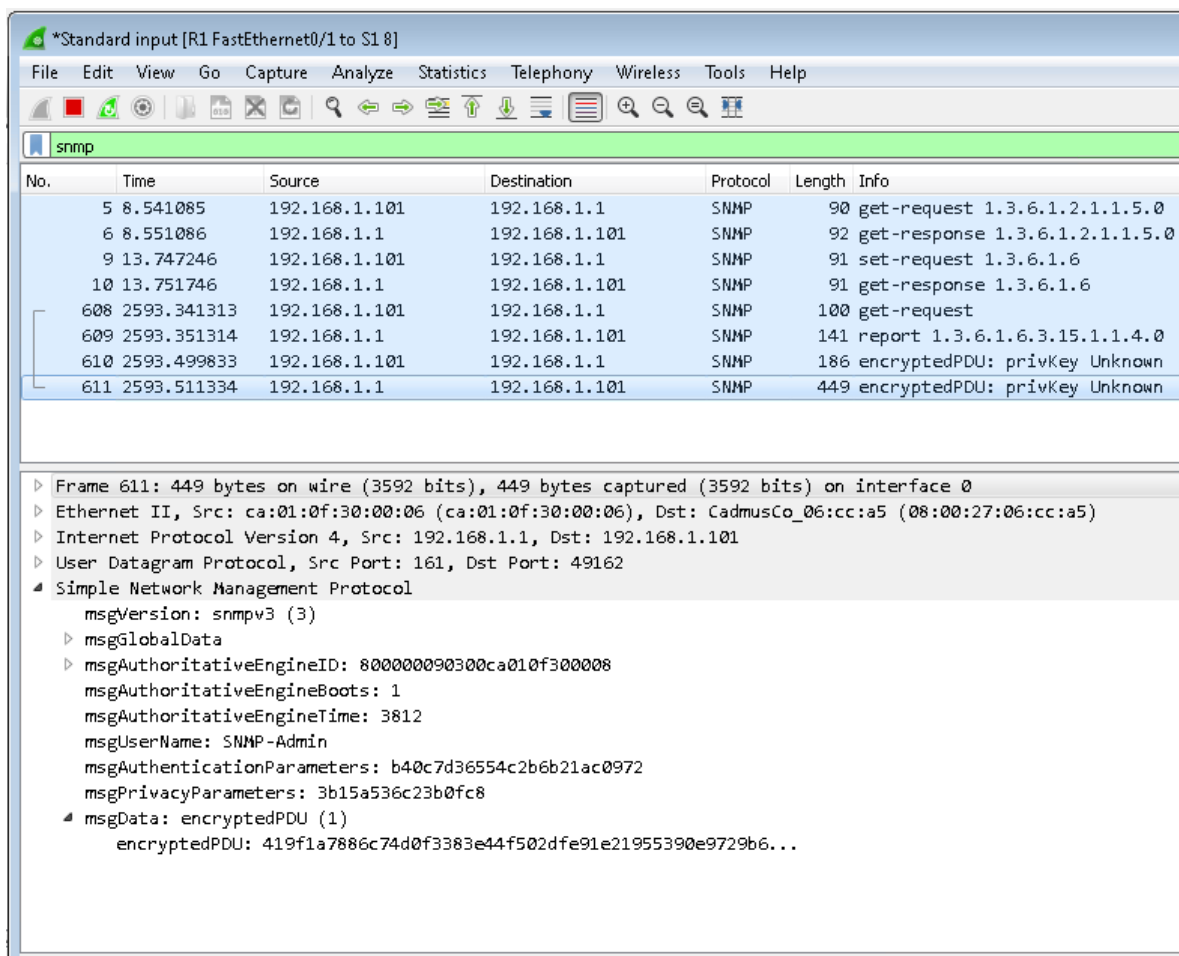 *Standard input [R1 FastEthernet0/1 to S1 8]
File Edit View Go Capture Analyze Statistics Telephony Wireless Tools Help
snmp
No. Time Source Destination Protocol Length Info
5 8.541085 192.168.1.101 192.168.1.1 SNMP 90 get-request 1.3.6.1.2.1.1.5.0
6 8.551086 192.168.1.1 192.168.1.101 SNMP 92 get-response 1.3.6.1.2.1.1.5.0
9 13.747246 192.168.1.101 192.168.1.1 SNMP 91 set-request 1.3.6.1.6
10 13.751746 192.168.1.1 192.168.1.101 SNMP 91 get-response 1.3.6.1.6
608 2593.341313 192.168.1.101 192.168.1.1 SNMP 100 get-request
609 2593.351314 192.168.1.1 192.168.1.101 SNMP 141 report 1.3.6.1.6.3.15.1.1.4.0
610 2593.499833 192.168.1.101 192.168.1.1 SNMP 186 encryptedPDU: privKey Unknown
611 2593.511334 192.168.1.1 192.168.1.101 SNMP 449 encryptedPDU: privKey Unknown
Frame 611: 449 bytes on wire (3592 bits), 449 bytes captured (3592 bits) on interface 0
Ethernet II, Src: ca:01:0f:30:00:06 (ca:01:0f:30:00:06), Dst: CadmusCo_06:cc:a5 (08:00:27:06:cc:a5)
Internet Protocol Version 4, Src: 192.168.1.1, Dst: 192.168.1.101
User Datagram Protocol, Src Port: 161, Dst Port: 49162
Simple Network Management Protocol
msgVersion: snmpv3 (3)
msgGlobalData
msgAuthoritativeEngineID: 800000090300ca010f300008
msgAuthoritativeEngineBoots: 1
msgAuthoritativeEngineTime: 3812
msgUserName: SNMP-Admin
msgAuthenticationParameters: b40c7d36554c2b6b21ac0972
msgPrivacyParameters: 3b15a536c23b0fc8
msgData: encryptedPDU (1)
encryptedPDU: 419f1a7886c74d0f3383e44f502dfe91e21955390e9729b6...